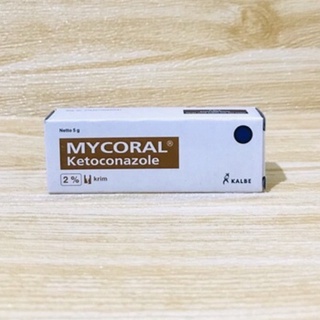 Netto 5 g
MYCORAL®
Ketoconazole
2 % krim
KALBE